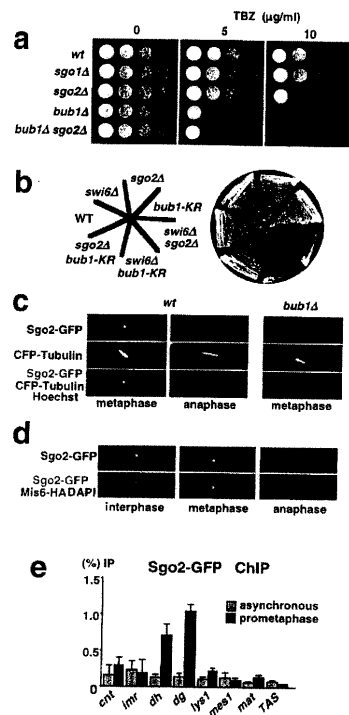 TBZ (μg/ml)
a
0 5 10
wt
sgo1Δ
sgo2Δ
bub1Δ
bub1Δ sgo2Δ
b
sgo2Δ
swi6Δ
bub1-KR
WT
swi6Δ
sgo2Δ
sgo2Δ
bub1-KR
swi6Δ
bub1-KR
c
wt
bub1Δ
Sgo2-GFP
CFP-Tubulin
Sgo2-GFP
CFP-Tubulin
Hoechst
metaphase anaphase metaphase
d
Sgo2-GFP
Sgo2-GFP
Mis6-HADAPI
interphase metaphase anaphase
e
(%) IP
Sgo2-GFP ChIP
1.5
1.0
0.5
0
asynchronous
prometaphase
cnt imr dh dg lys1 mes1 mat TAS